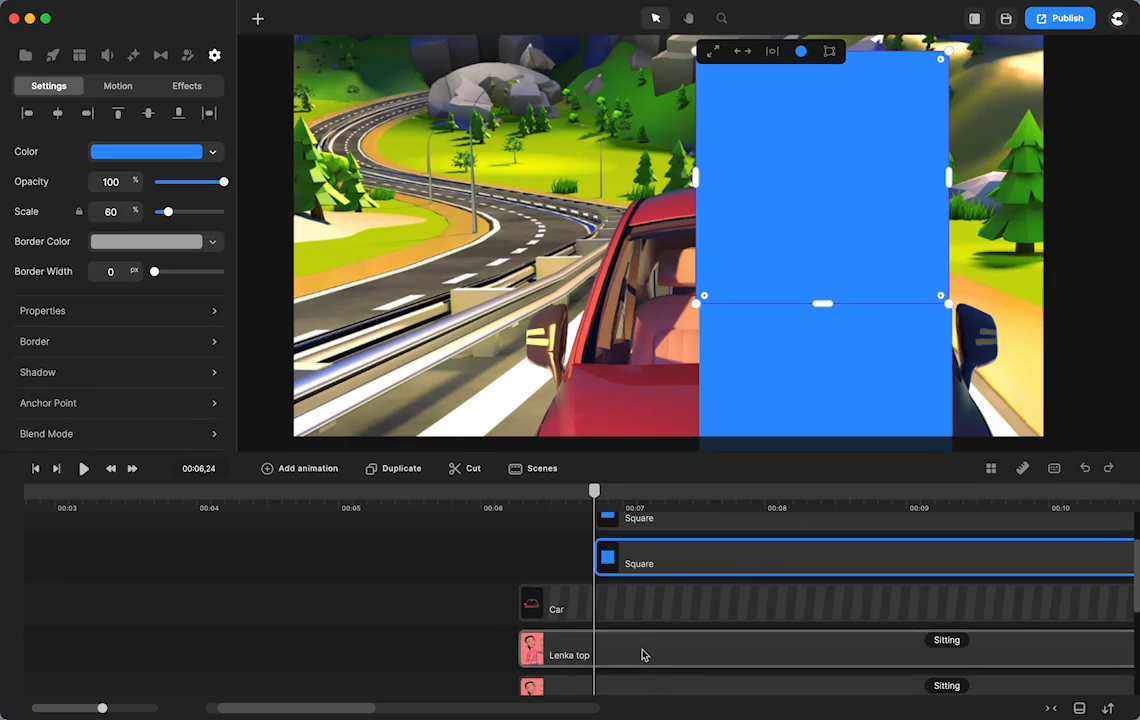 Publish
Settings
Motion
Effects
Color
Opacity
100 %
Scale
60 %
Border Color
Border Width
0 px
Properties
Border
Shadow
Anchor Point
Blend Mode
00:06,24
Add animation
Duplicate
Cut
Scenes
00:03
00:04
00:05
00:06
00:07
00:08
00:09
00:10
Square
Square
Car
Lenka top
Sitting
Sitting